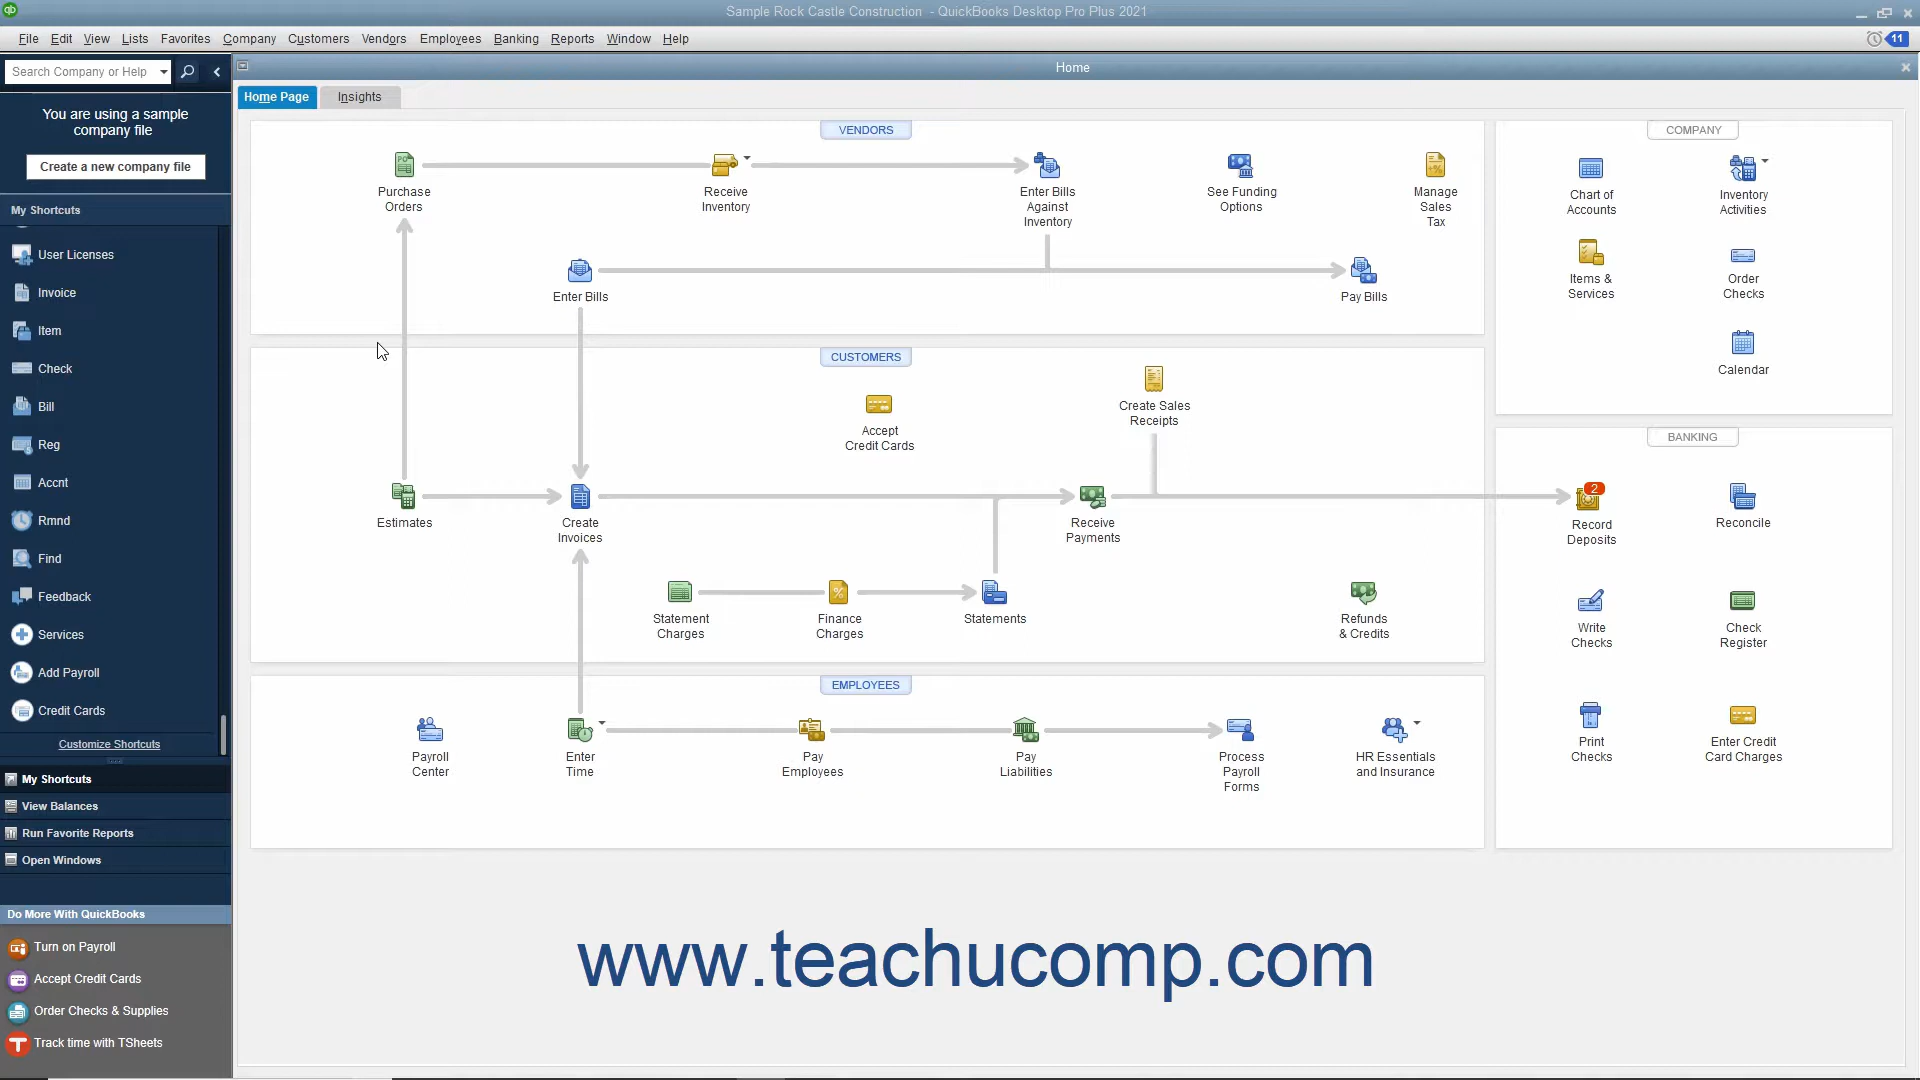 Sample Rock Castle Construction - QuickBooks Desktop Pro Plus 2021
File Edit View Lists Favorites Company Customers Vendors Employees Banking Reports Window Help
11
Search Company or Help
Home
Home Page
Insights
You are using a sample
company file
Create a new company file
My Shortcuts
User Licenses
Invoice
Item
Check
Bill
Reg
Accnt
Rmnd
Find
Feedback
Services
Add Payroll
Credit Cards
Customize Shortcuts
My Shortcuts
View Balances
Run Favorite Reports
Open Windows
Do More With QuickBooks
Turn on Payroll
Accept Credit Cards
Order Checks & Supplies
Track time with TSheets
VENDORS
Purchase
Orders
Receive
Inventory
Enter Bills
Against
Inventory
See Funding
Options
Manage
Sales
Tax
Enter Bills
Pay Bills
CUSTOMERS
Accept
Credit Cards
Create Sales
Receipts
Estimates
Create
Invoices
Receive
Payments
Statement
Charges
Finance
Charges
Statements
Refunds
& Credits
EMPLOYEES
Payroll
Center
Enter
Time
Pay
Employees
Pay
Liabilities
Process
Payroll
Forms
HR Essentials
and Insurance
COMPANY
Chart of
Accounts
Inventory
Activities
Items &
Services
Order
Checks
Calendar
BANKING
2
Record
Deposits
Reconcile
Write
Checks
Check
Register
Print
Checks
Enter Credit
Card Charges
www.teachucomp.com